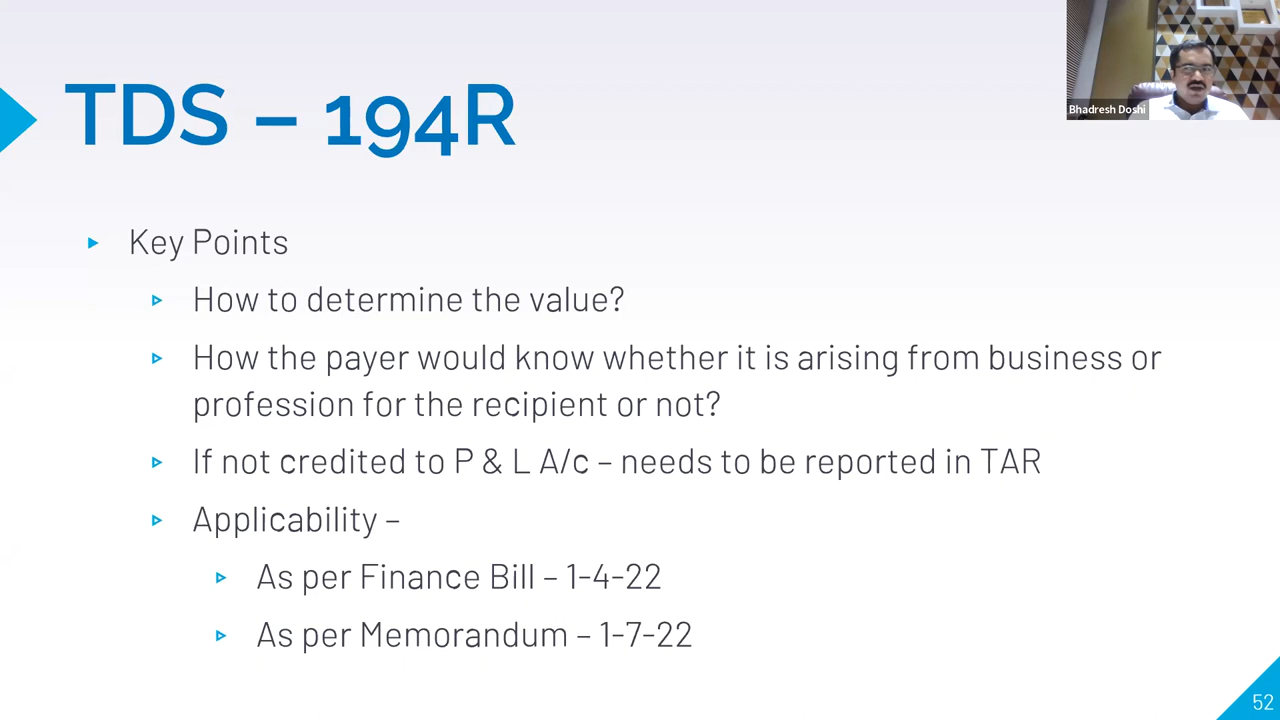 TDS – 194R
Bhadresh Doshi
Key Points
How to determine the value?
How the payer would know whether it is arising from business or
profession for the recipient or not?
If not credited to P & L A/c – needs to be reported in TAR
Applicability –
As per Finance Bill – 1-4-22
As per Memorandum – 1-7-22
52